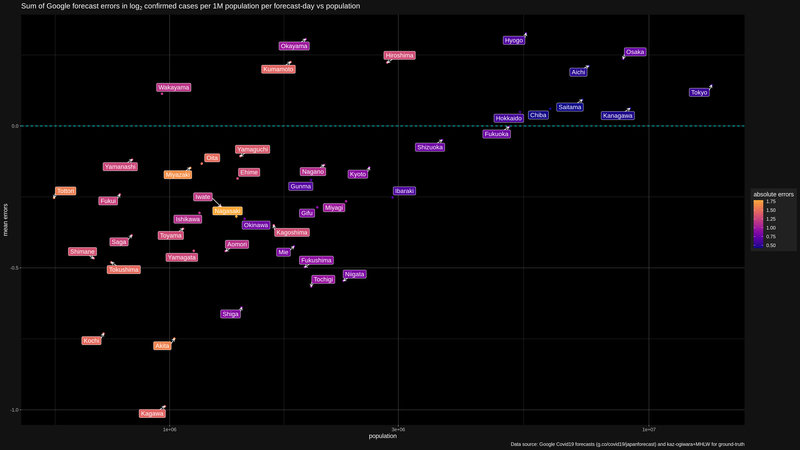 Sum of Google forecast errors in log₂ confirmed cases per 1M population per forecast-day vs population
Hyogo
Okayama
Osaka
Hiroshima
Kumamoto
Aichi
Wakayama
Tokyo
Saitama
Chiba
Kanagawa
Hokkaido
0.0
Fukuoka
Shizuoka
Yamaguchi
Oita
Yamanashi
Miyazaki
Ehime
Nagano
Kyoto
Gunma
absolute errors
Tottori
Ibaraki
1.75
Fukui
Iwate
1.50
Nagasaki
Gifu
Miyagi
1.25
mean errors
Ishikawa
Okinawa
1.00
Toyama
Kagoshima
0.75
Saga
Aomori
0.50
Shimane
Yamagata
Mie
Fukushima
-0.5
Tokushima
Niigata
Tochigi
Shiga
Kochi
Akita
-1.0
Kagawa
1e+06
3e+06
1e+07
population
Data source: Google Covid19 forecasts (g.co/covid19/japanforecast) and kaz-ogiwara+MHLW for ground-truth